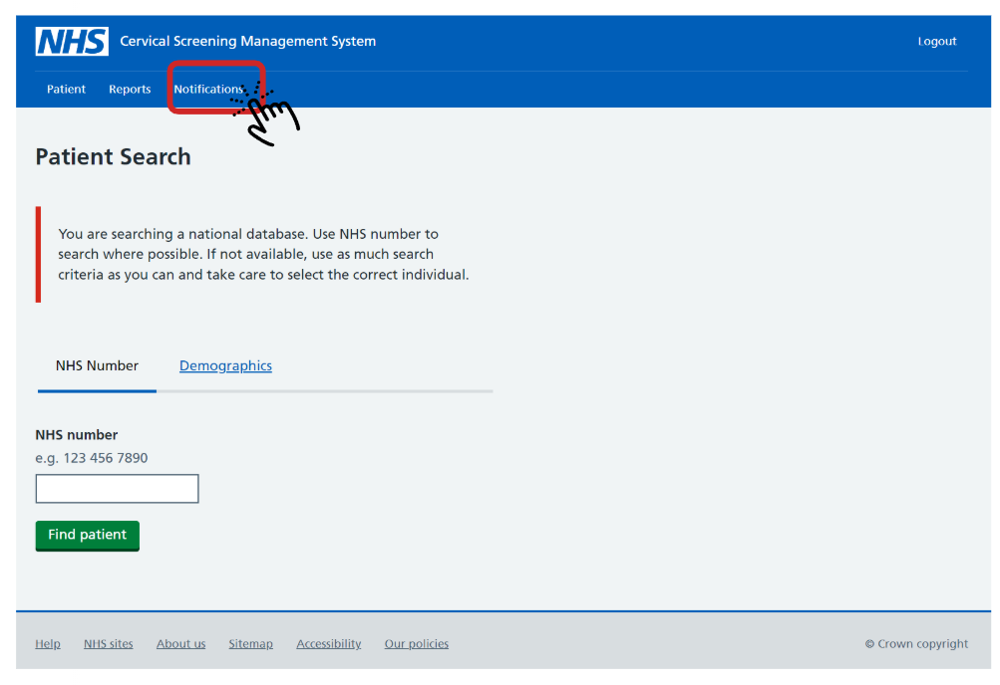 NHS Cervical Screening Management System
Logout
Patient Reports Notifications
Patient Search
You are searching a national database. Use NHS number to
search where possible. If not available, use as much search
criteria as you can and take care to select the correct individual.
NHS Number Demographics
NHS number
e.g. 123 456 7890
Find patient
Help NHS sites About us Sitemap Accessibility Our policies
© Crown copyright